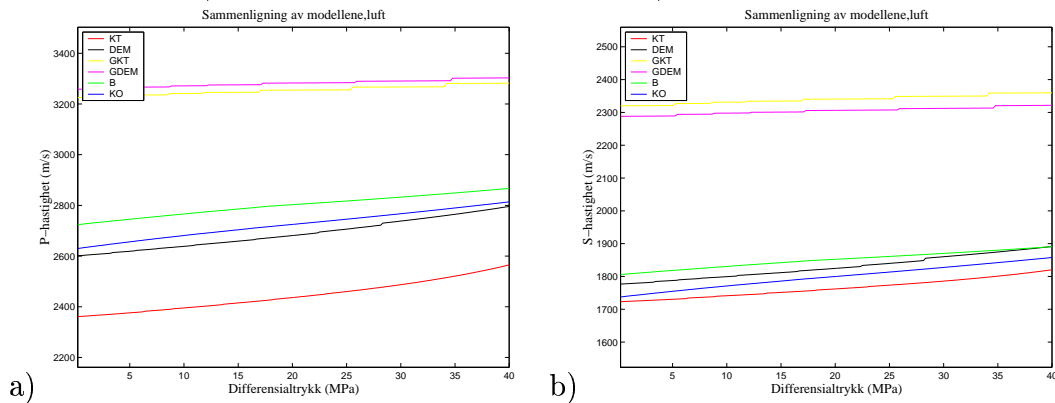 Sammenligning av modellene,luft
KT
DEM
GKT
GDEM
B
KO
3400
3200
3000
2800
2600
2400
2200
P-hastighet (m/s)
5 10 15 20 25 30 35 40
Differensialtrykk (MPa)
a)
Sammenligning av modellene,luft
KT
DEM
GKT
GDEM
B
KO
2500
2400
2300
2200
2100
2000
1900
1800
1700
1600
S-hastighet (m/s)
5 10 15 20 25 30 35 40
Differensialtrykk (MPa)
b)